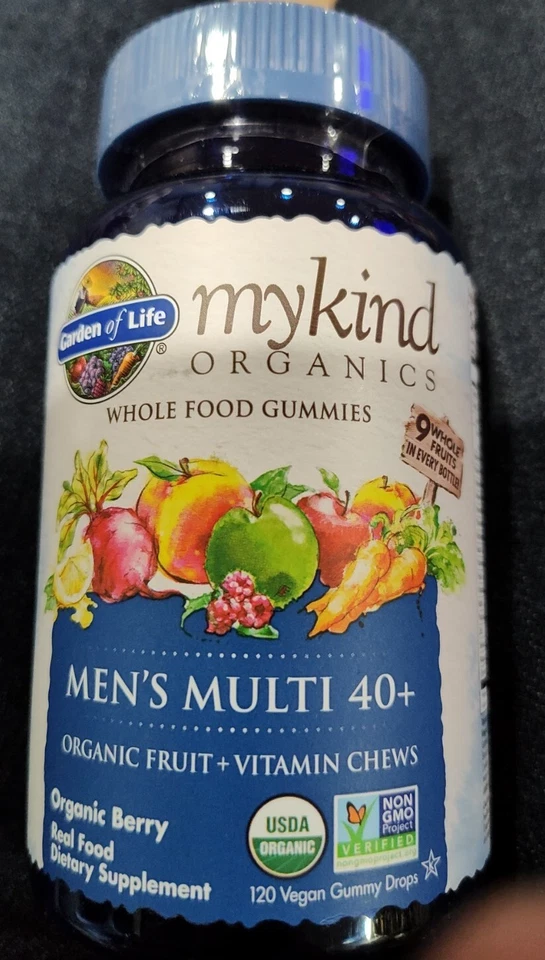 Garden of Life
®
mykind
ORGANICS
WHOLE FOOD GUMMIES
9 WHOLE
FRUITS
IN EVERY BOTTLE!
MEN'S MULTI 40+
ORGANIC FRUIT + VITAMIN CHEWS
Organic Berry
Real Food
Dietary Supplement
USDA
ORGANIC
NON
GMO
Project
VERIFIED
nongmoproject.org
120 Vegan Gummy Drops
K